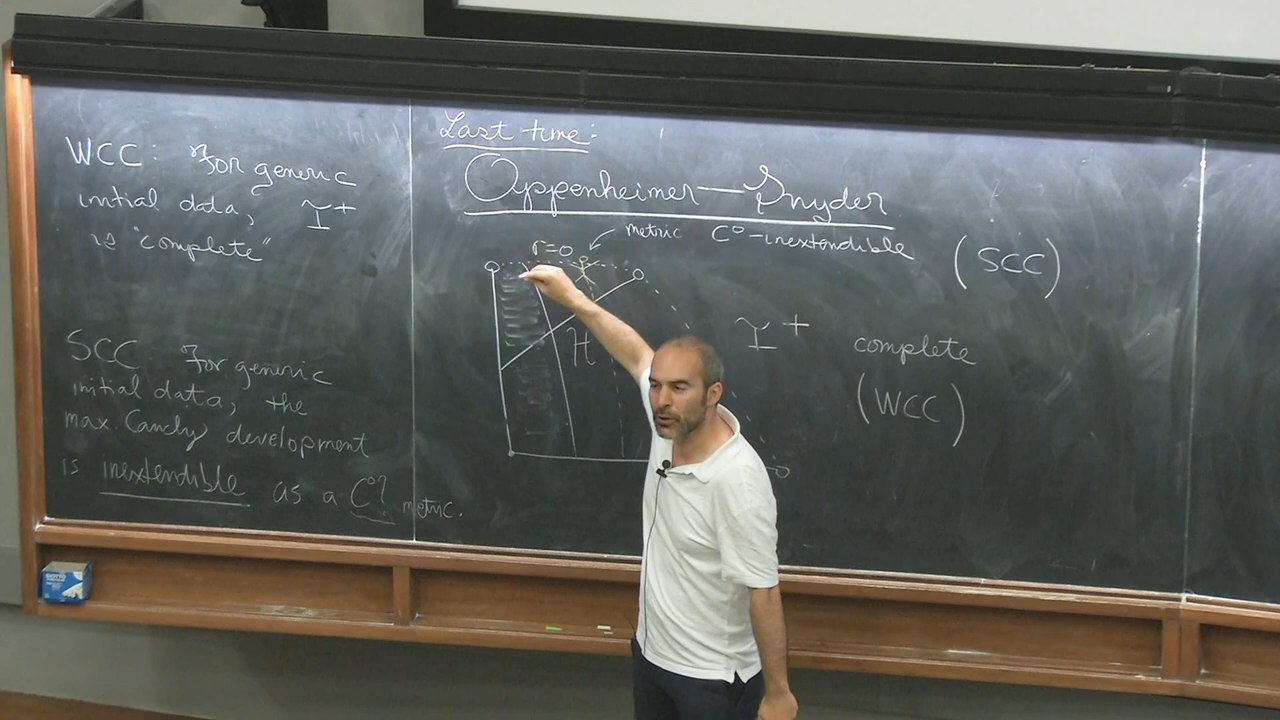 WCC: For generic
initial data, I+
is "complete"
SCC: For generic
initial data, the
max Cauchy development
is inextendible as a C⁰? metric.
Last time:
Oppenheimer—Snyder
metric C⁰-inextendible
(SCC)
r=0
H
I+ complete
(WCC)